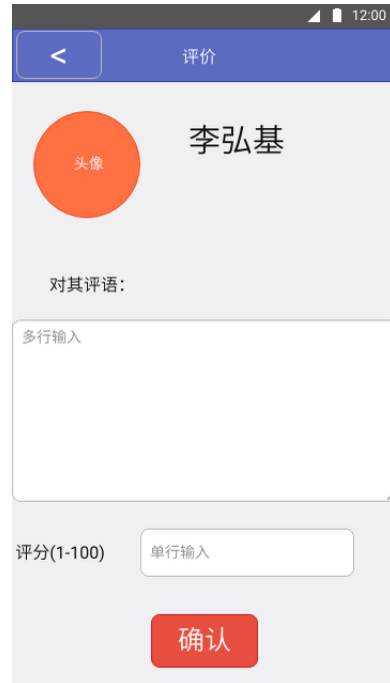 12:00
< 评价
头像
李弘基
对其评语：
多行输入
评分(1-100) 单行输入
确认